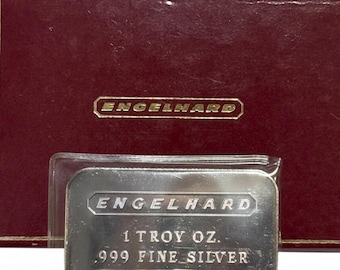 ENGELHARD
ENGELHARD
1 TROY OZ.
.999 FINE SILVER